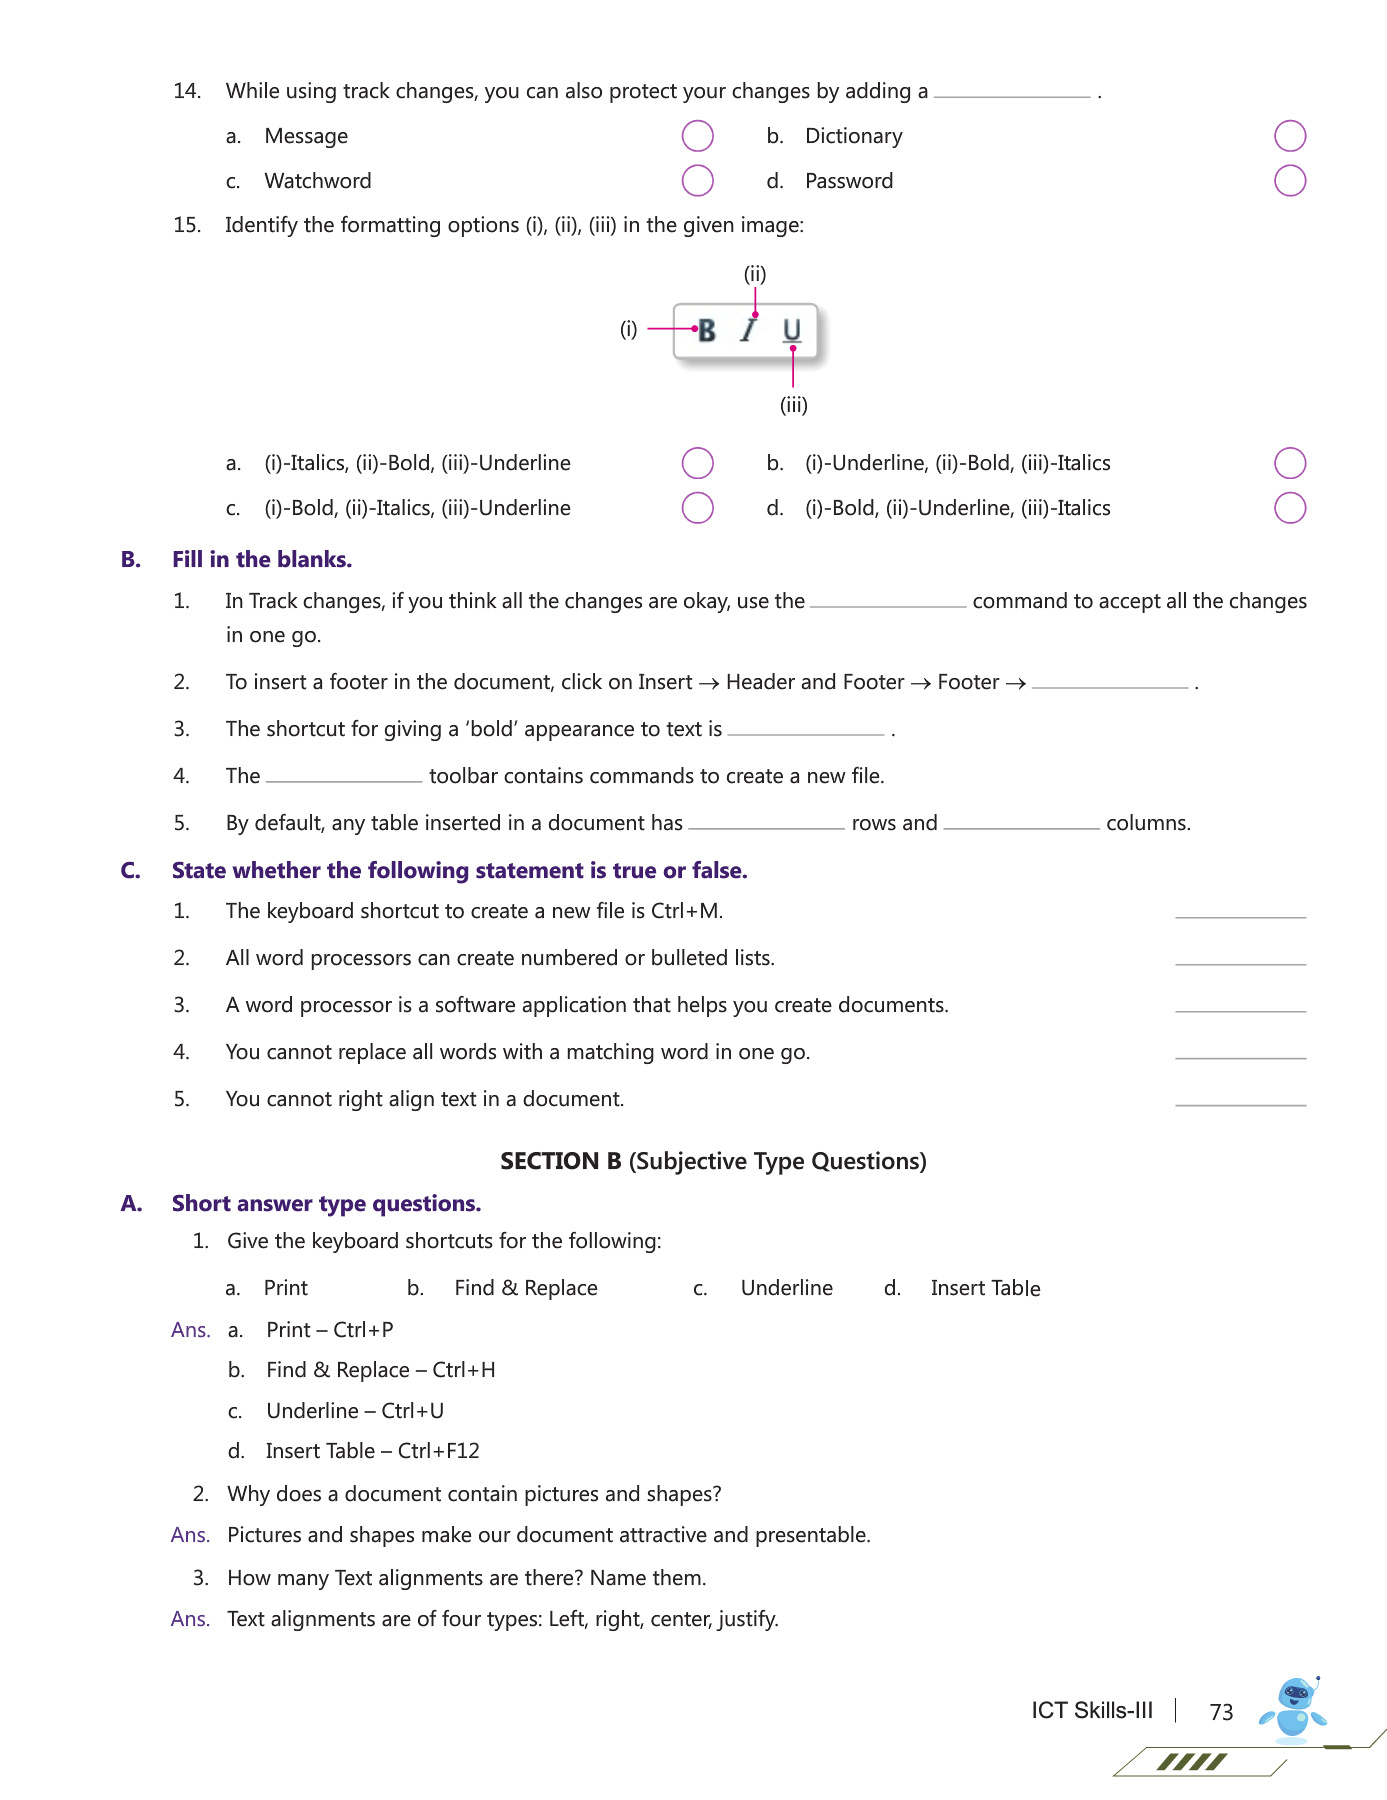 14. While using track changes, you can also protect your changes by adding a ______________ .
a. Message b. Dictionary
c. Watchword d. Password
15. Identify the formatting options (i), (ii), (iii) in the given image:
(ii)
(i) B I U
(iii)
a. (i)-Italics, (ii)-Bold, (iii)-Underline b. (i)-Underline, (ii)-Bold, (iii)-Italics
c. (i)-Bold, (ii)-Italics, (iii)-Underline d. (i)-Bold, (ii)-Underline, (iii)-Italics
B. Fill in the blanks.
1. In Track changes, if you think all the changes are okay, use the ______________ command to accept all the changes
in one go.
2. To insert a footer in the document, click on Insert → Header and Footer → Footer → ______________ .
3. The shortcut for giving a ‘bold’ appearance to text is ______________ .
4. The ______________ toolbar contains commands to create a new file.
5. By default, any table inserted in a document has ______________ rows and ______________ columns.
C. State whether the following statement is true or false.
1. The keyboard shortcut to create a new file is Ctrl+M. ____________
2. All word processors can create numbered or bulleted lists. ____________
3. A word processor is a software application that helps you create documents. ____________
4. You cannot replace all words with a matching word in one go. ____________
5. You cannot right align text in a document. ____________
SECTION B (Subjective Type Questions)
A. Short answer type questions.
1. Give the keyboard shortcuts for the following:
a. Print b. Find & Replace c. Underline d. Insert Table
Ans. a. Print – Ctrl+P
b. Find & Replace – Ctrl+H
c. Underline – Ctrl+U
d. Insert Table – Ctrl+F12
2. Why does a document contain pictures and shapes?
Ans. Pictures and shapes make our document attractive and presentable.
3. How many Text alignments are there? Name them.
Ans. Text alignments are of four types: Left, right, center, justify.
ICT Skills-III 73